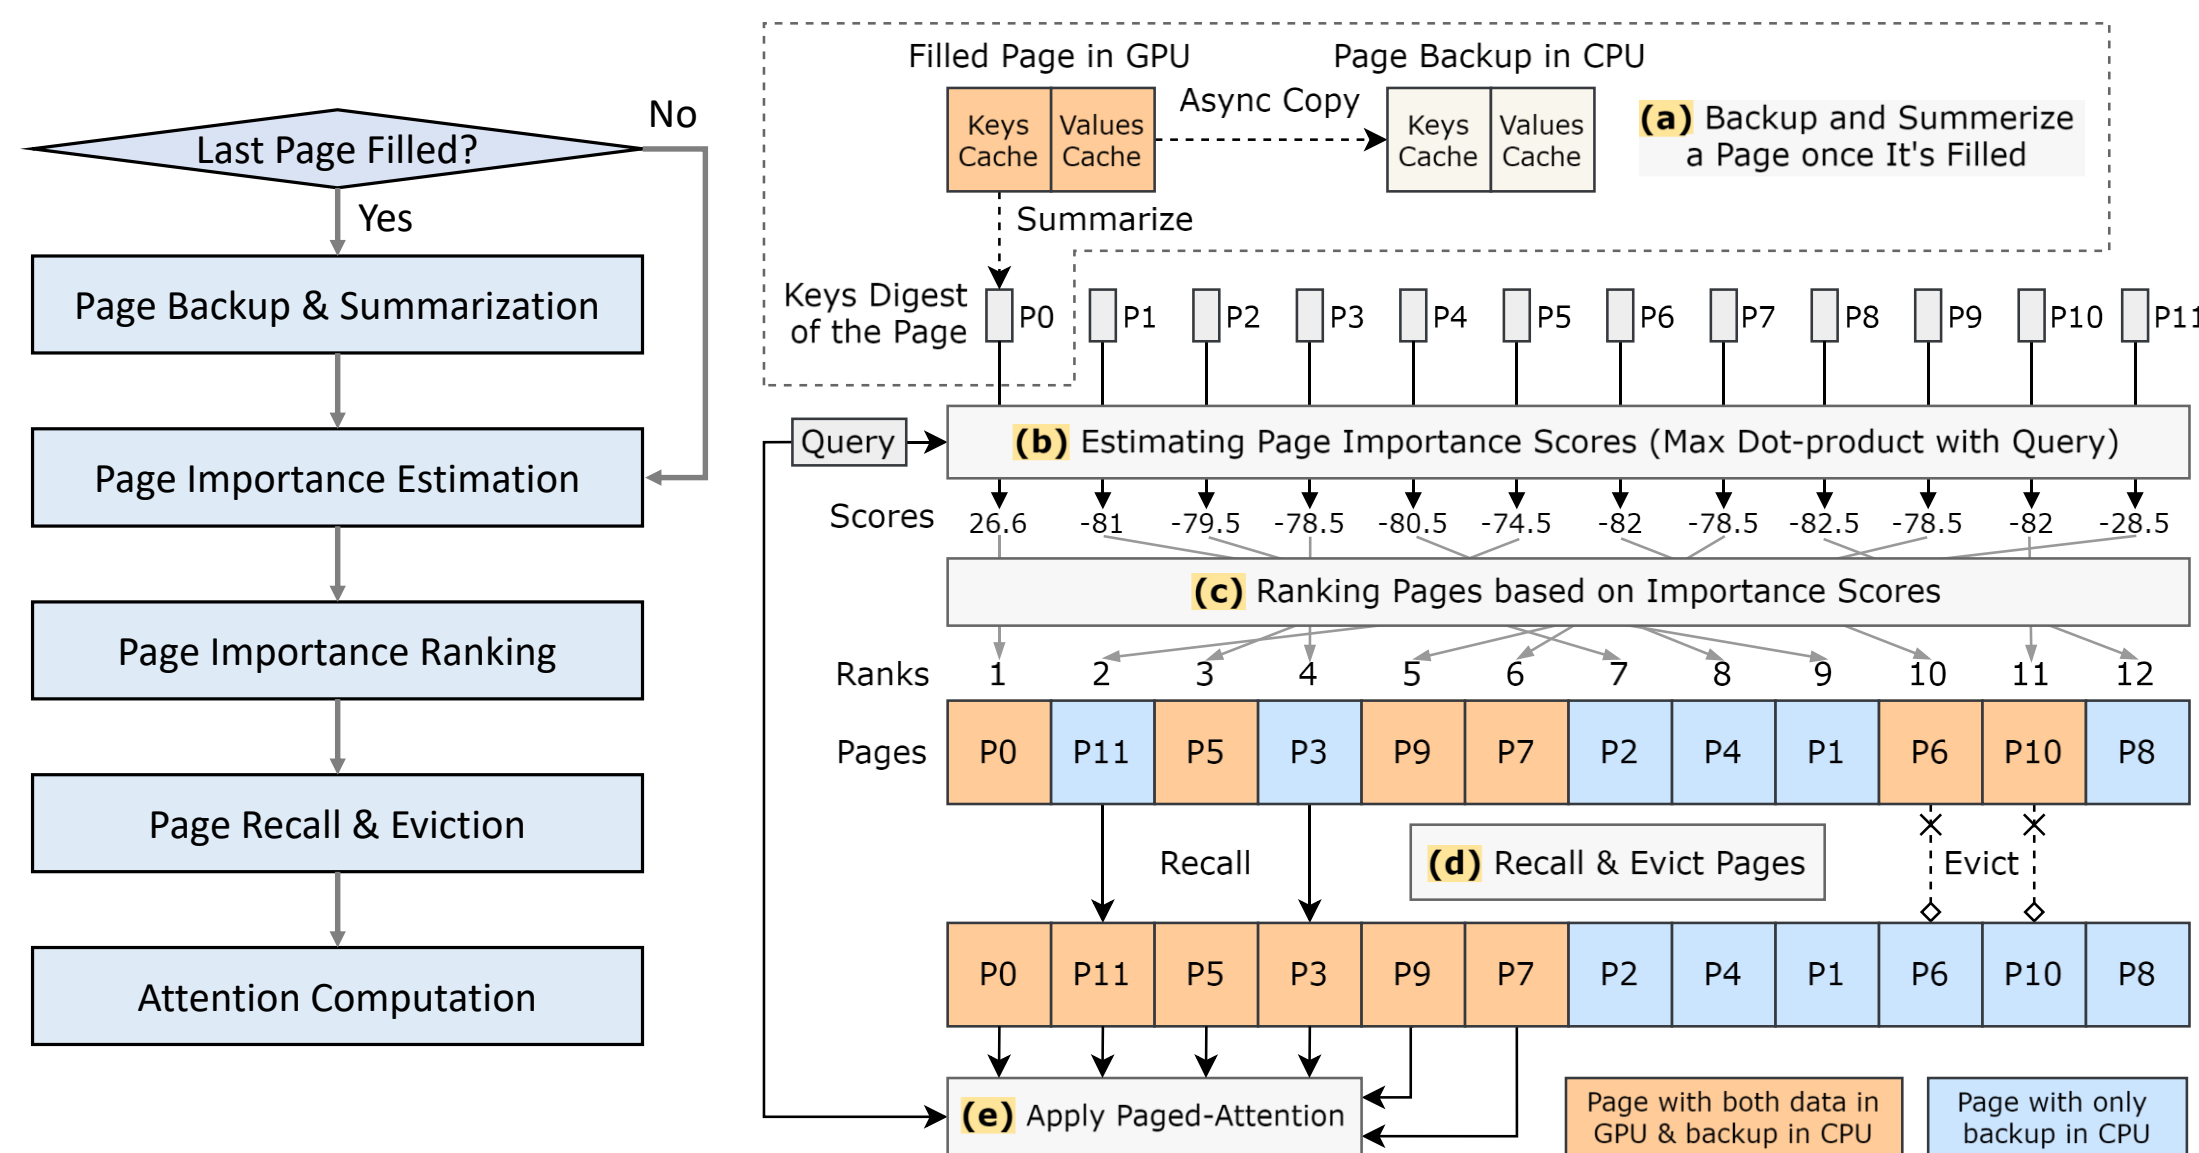 Last Page Filled?
No
Yes
Page Backup & Summarization
Page Importance Estimation
Page Importance Ranking
Page Recall & Eviction
Attention Computation
Filled Page in GPU
Page Backup in CPU
Keys
Cache
Values
Cache
Async Copy
Keys
Cache
Values
Cache
(a) Backup and Summerize
a Page once It's Filled
Summarize
Keys Digest
of the Page
P0 P1 P2 P3 P4 P5 P6 P7 P8 P9 P10 P11
Query
(b) Estimating Page Importance Scores (Max Dot-product with Query)
Scores 26.6 -81 -79.5 -78.5 -80.5 -74.5 -82 -78.5 -82.5 -78.5 -82 -28.5
(c) Ranking Pages based on Importance Scores
Ranks 1 2 3 4 5 6 7 8 9 10 11 12
Pages P0 P11 P5 P3 P9 P7 P2 P4 P1 P6 P10 P8
Recall
(d) Recall & Evict Pages
Evict
P0 P11 P5 P3 P9 P7 P2 P4 P1 P6 P10 P8
(e) Apply Paged-Attention
Page with both data in
GPU & backup in CPU
Page with only
backup in CPU